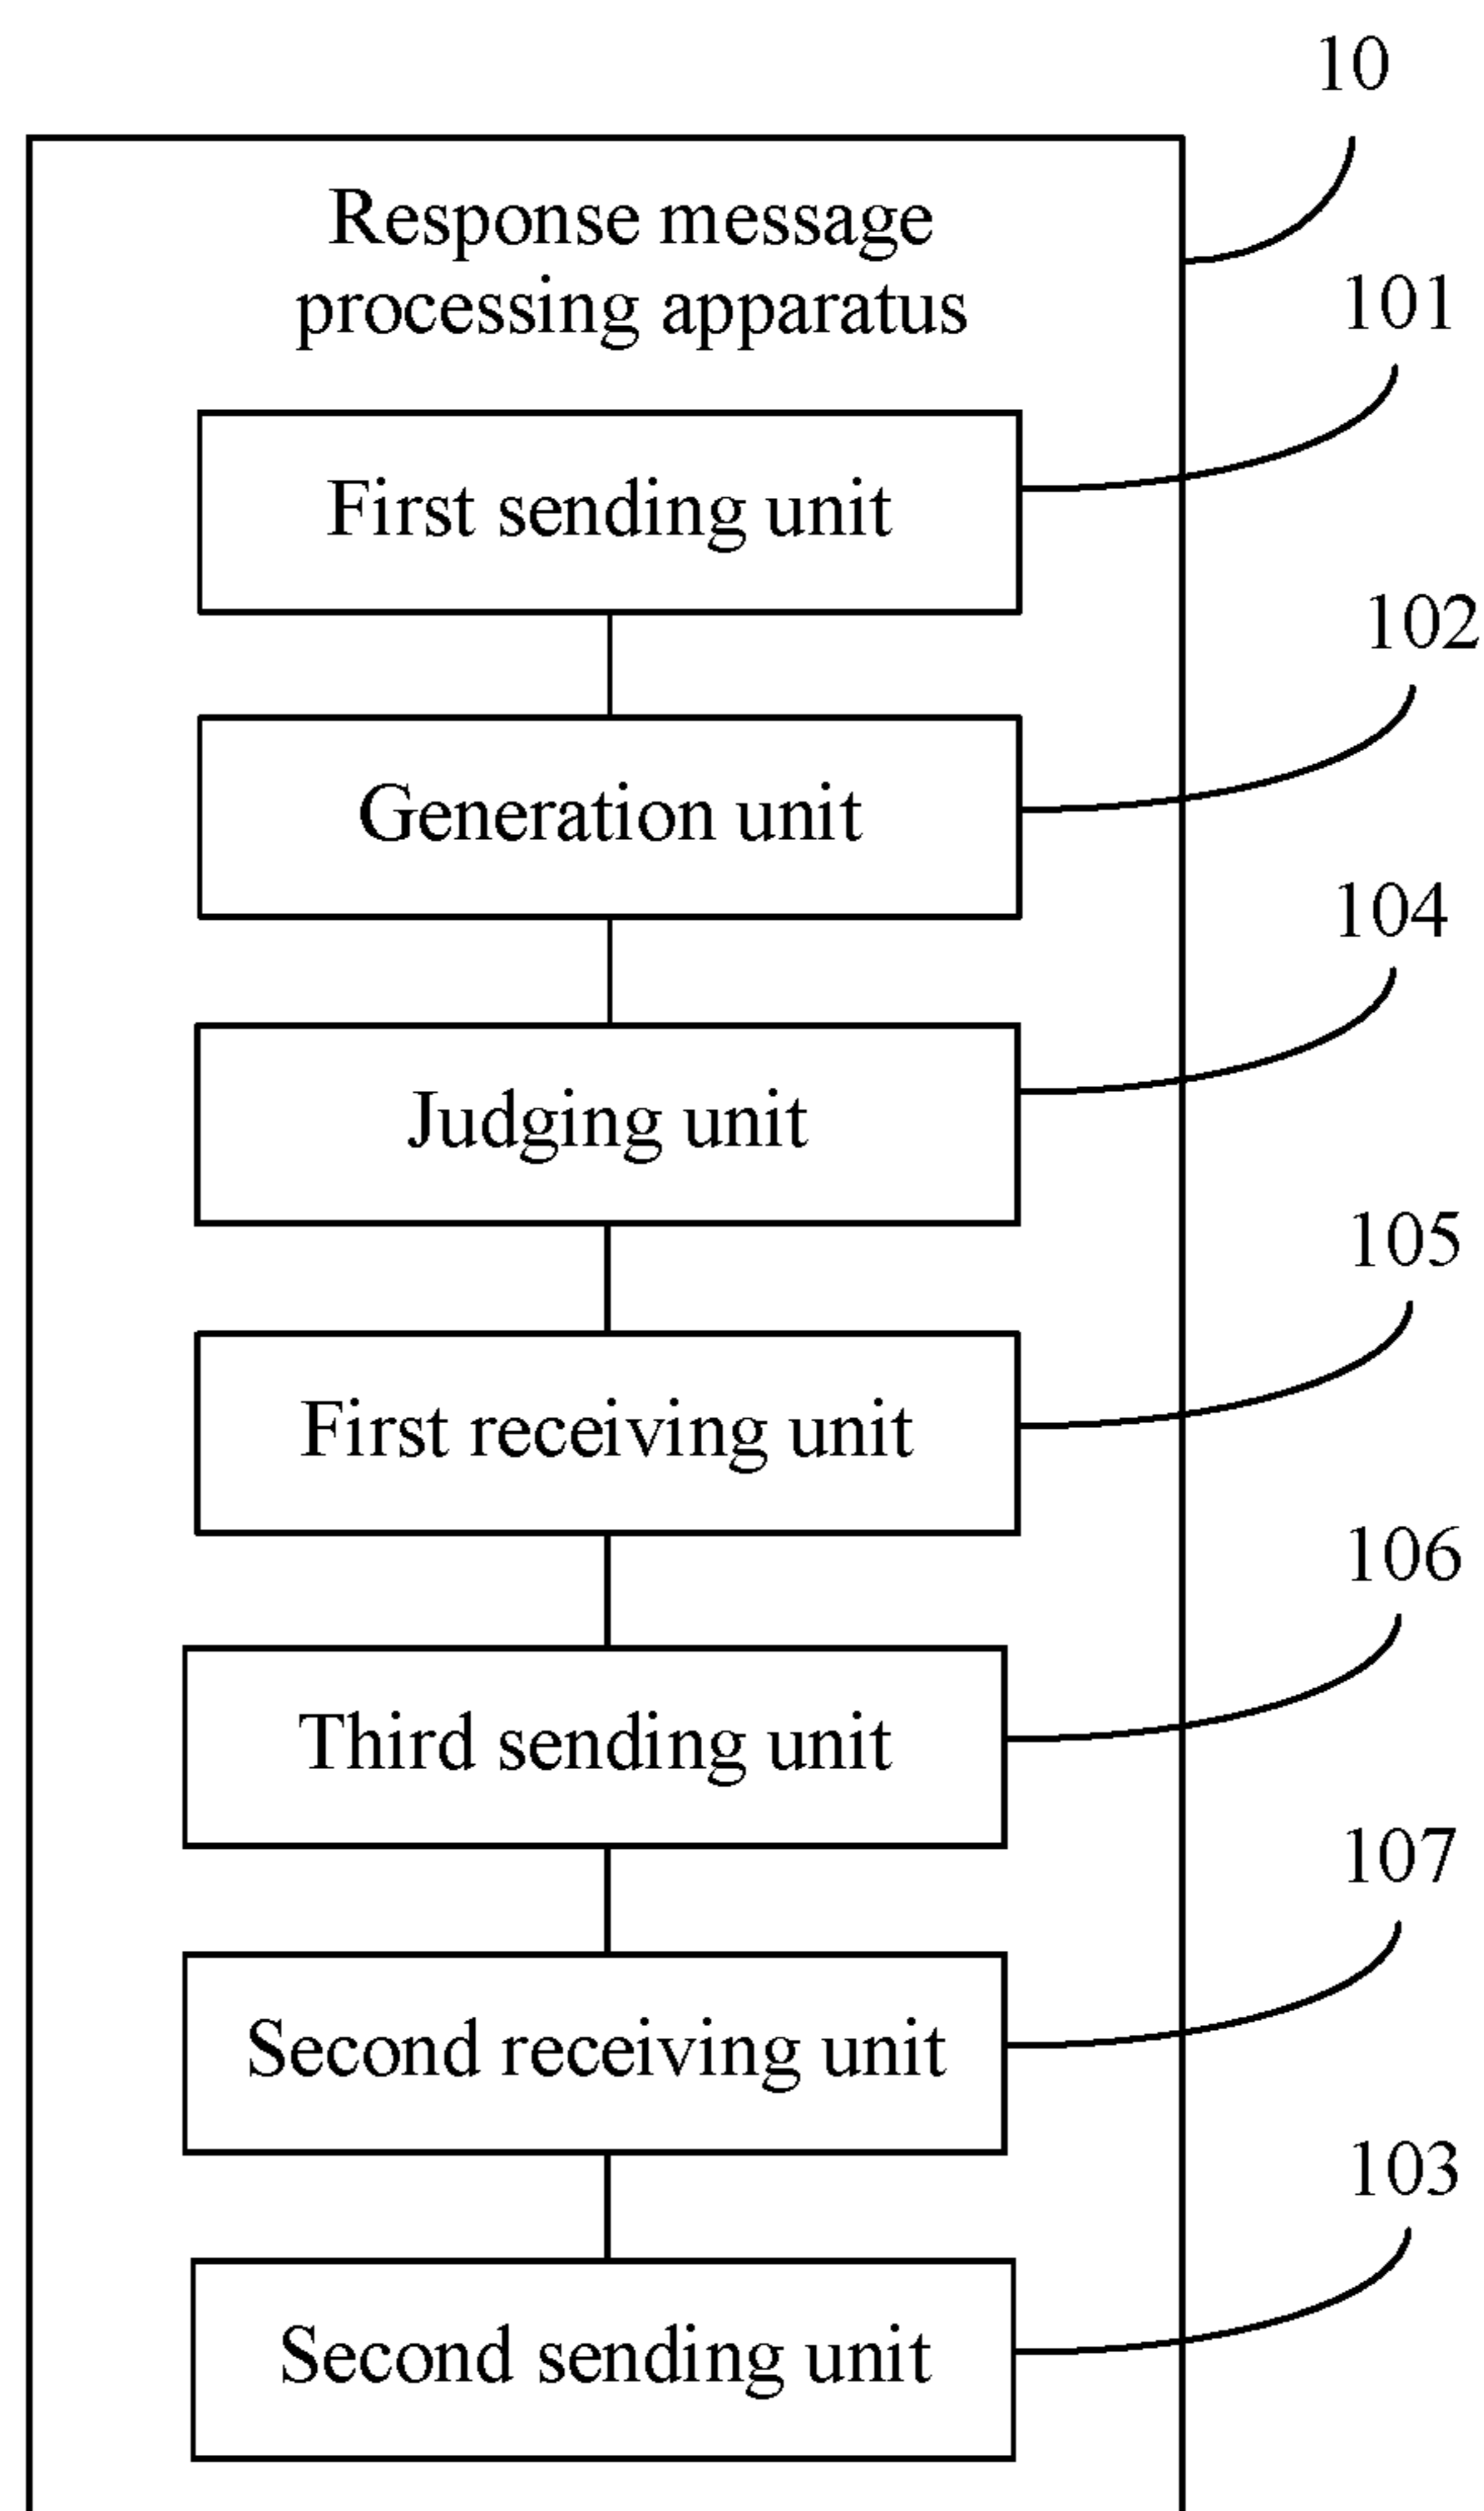 10
Response message
processing apparatus
101
First sending unit
102
Generation unit
104
Judging unit
105
First receiving unit
106
Third sending unit
107
Second receiving unit
103
Second sending unit